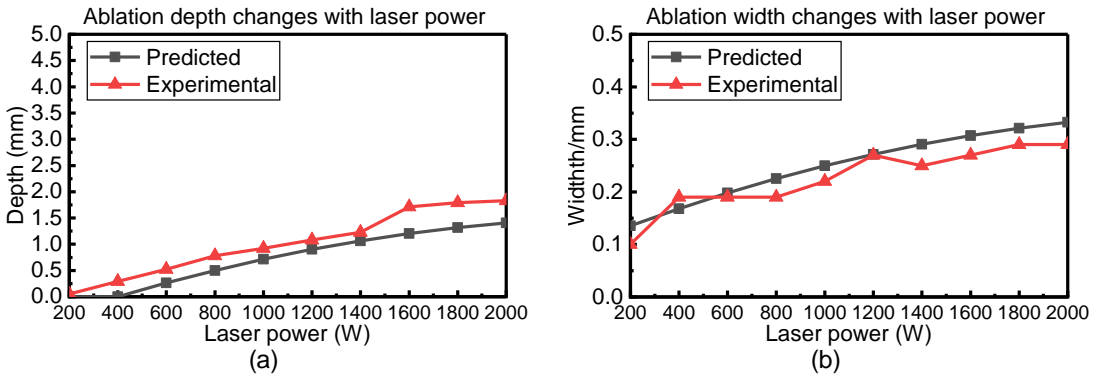 Ablation depth changes with laser power
5.0
4.5
4.0
3.5
3.0
2.5
2.0
1.5
1.0
0.5
0.0
Depth (mm)
Predicted
Experimental
200 400 600 800 1000 1200 1400 1600 1800 2000
Laser power (W)
(a)
Ablation width changes with laser power
0.5
0.4
0.3
0.2
0.1
0.0
Widthth/mm
Predicted
Experimental
200 400 600 800 1000 1200 1400 1600 1800 2000
Laser power (W)
(b)